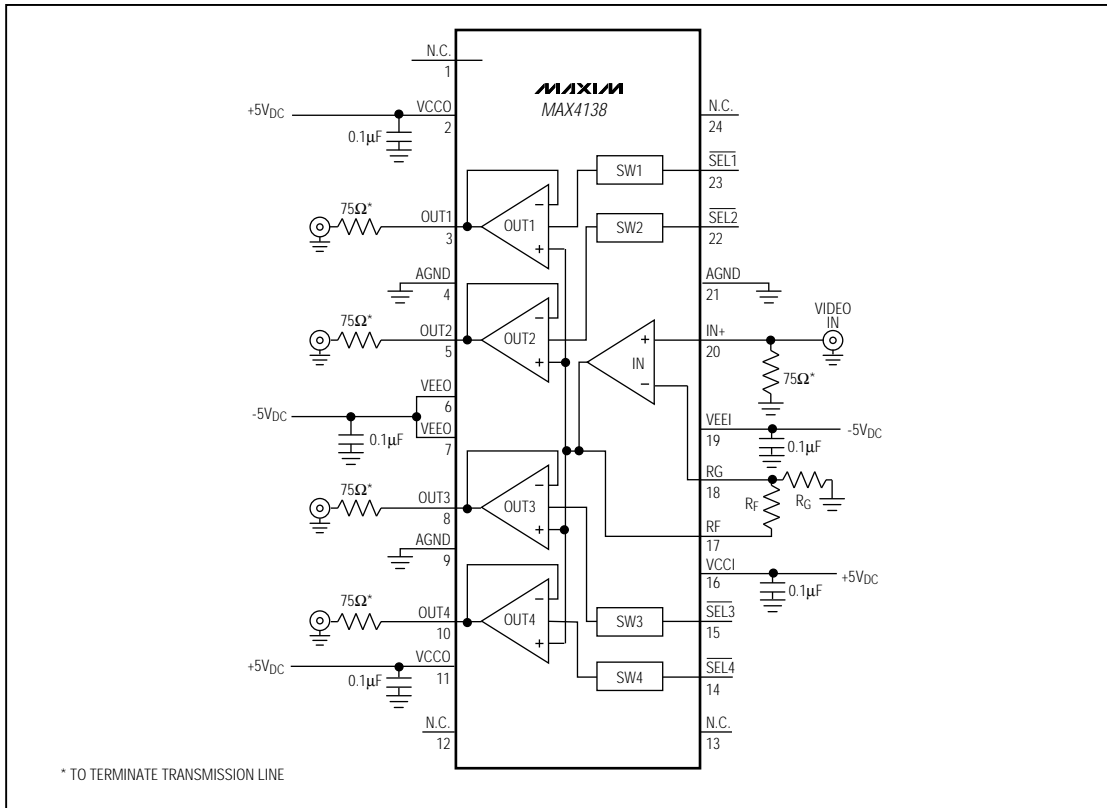 N.C.
1
MAXIM
MAX4138
+5VDC
VCCO
2
0.1µF
N.C.
24
SEL1
23
SW1
75Ω*
OUT1
3
−
OUT1
+
SW2
SEL2
22
AGND
4
AGND
21
VIDEO
IN
75Ω*
OUT2
5
−
OUT2
+
+
IN
−
IN+
20
75Ω*
VEEO
6
-5VDC
0.1µF
VEEO
7
VEEI
19
-5VDC
0.1µF
RG
18
RF
RG
75Ω*
OUT3
8
−
OUT3
+
RF
17
AGND
9
VCCI
16
+5VDC
0.1µF
75Ω*
OUT4
10
−
OUT4
+
SW3
SEL3
15
+5VDC
VCCO
11
0.1µF
SW4
SEL4
14
N.C.
12
N.C.
13
* TO TERMINATE TRANSMISSION LINE